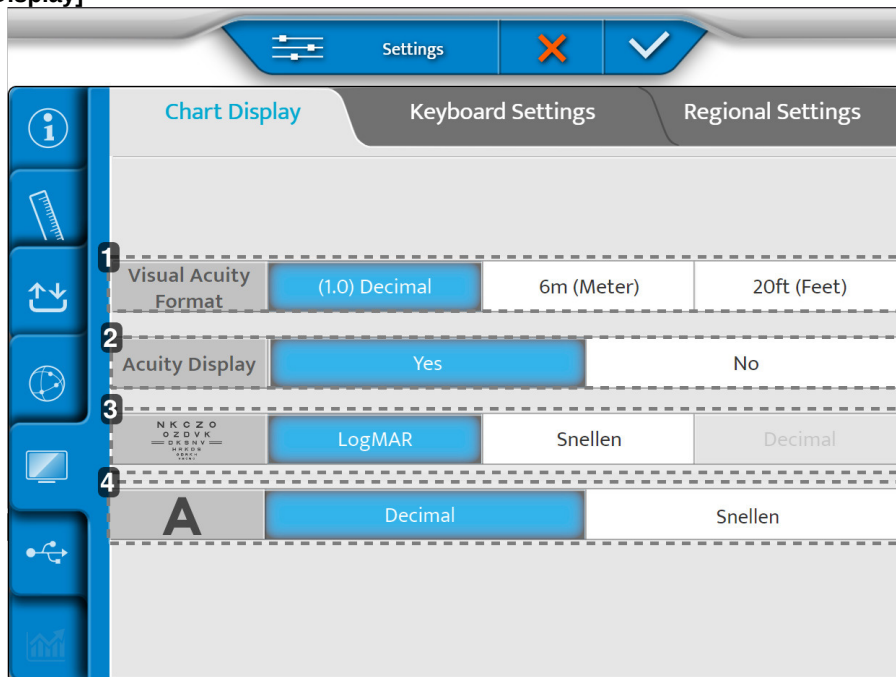 Display]
Settings
Chart Display Keyboard Settings Regional Settings
1
Visual Acuity
Format
(1.0) Decimal 6m (Meter) 20ft (Feet)
2
Acuity Display Yes No
3
N K C Z O
O Z D V K
D K S N V
LogMAR Snellen Decimal
4
A Decimal Snellen